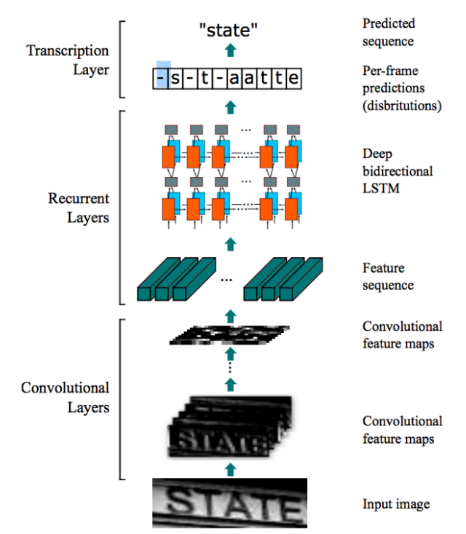 "state"
Predicted sequence
Transcription Layer
-s-t-aatte
Per-frame predictions (disbritutions)
Recurrent Layers
Deep bidirectional LSTM
Feature sequence
Convolutional feature maps
Convolutional Layers
STATE
Convolutional feature maps
STATE
Input image